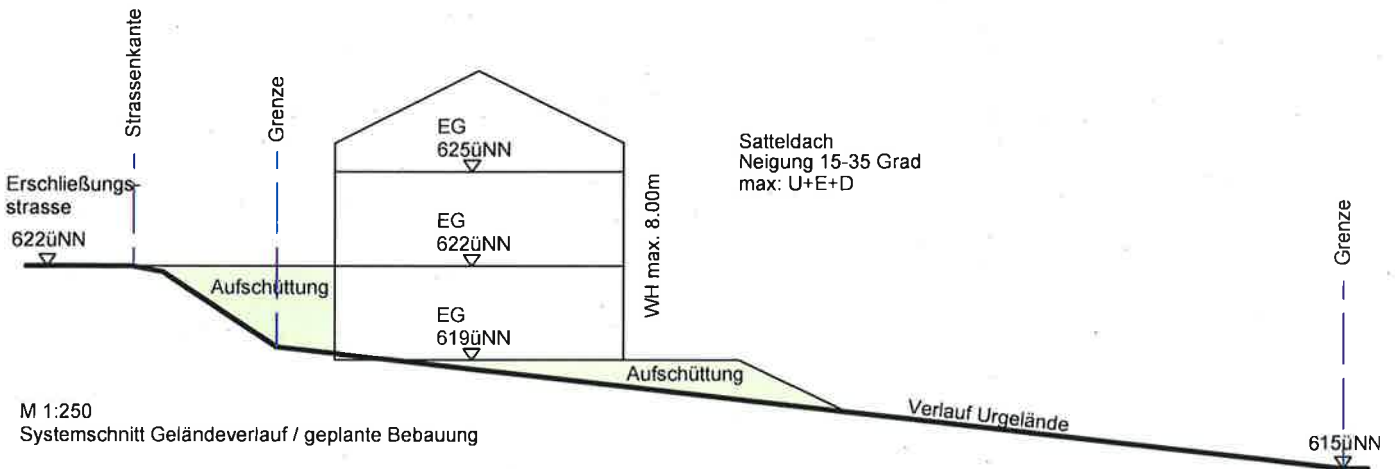 Strassenkante
Grenze
EG
625üNN
Satteldach
Neigung 15-35 Grad
max: U+E+D
Erschließungs-
strasse
622üNN
EG
622üNN
WH max. 8.00m
Grenze
Aufschüttung
EG
619üNN
Aufschüttung
Verlauf Urgelände
M 1:250
Systemschnitt Geländeverlauf / geplante Bebauung
615üNN